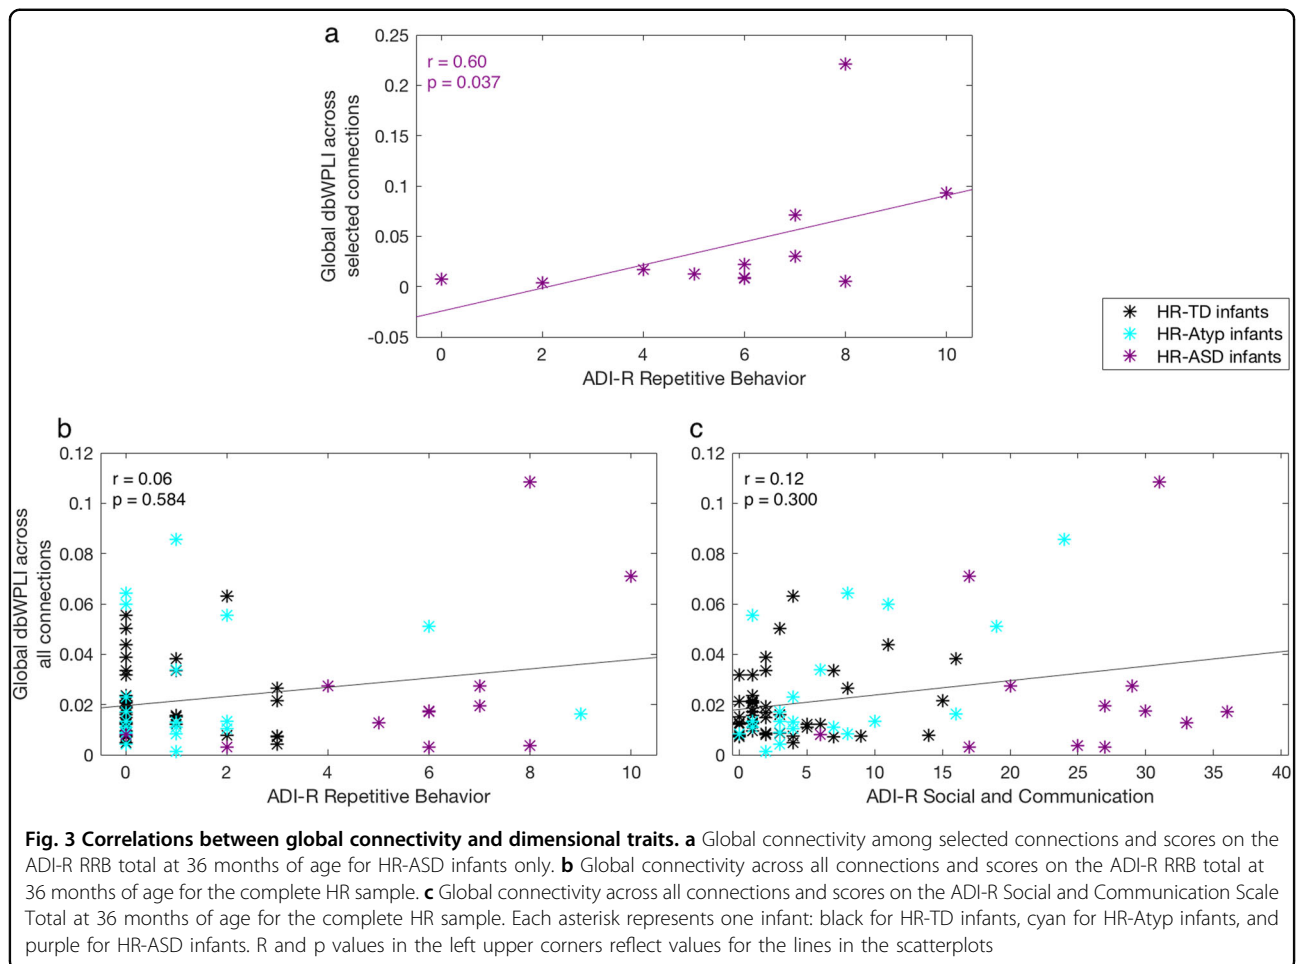 a
r = 0.60
p = 0.037
Global dbWPLI across
selected connections
0.25
0.2
0.15
0.1
0.05
0
-0.05
0 2 4 6 8 10
ADI-R Repetitive Behavior
HR-TD infants
HR-Atyp infants
HR-ASD infants
b
r = 0.06
p = 0.584
Global dbWPLI across
all connections
0.12
0.1
0.08
0.06
0.04
0.02
0
0 2 4 6 8 10
ADI-R Repetitive Behavior
c
r = 0.12
p = 0.300
0.12
0.1
0.08
0.06
0.04
0.02
0
0 5 10 15 20 25 30 35 40
ADI-R Social and Communication
Fig. 3 Correlations between global connectivity and dimensional traits. a Global connectivity among selected connections and scores on the
ADI-R RRB total at 36 months of age for HR-ASD infants only. b Global connectivity across all connections and scores on the ADI-R RRB total at
36 months of age for the complete HR sample. c Global connectivity across all connections and scores on the ADI-R Social and Communication Scale
Total at 36 months of age for the complete HR sample. Each asterisk represents one infant: black for HR-TD infants, cyan for HR-Atyp infants, and
purple for HR-ASD infants. R and p values in the left upper corners reflect values for the lines in the scatterplots